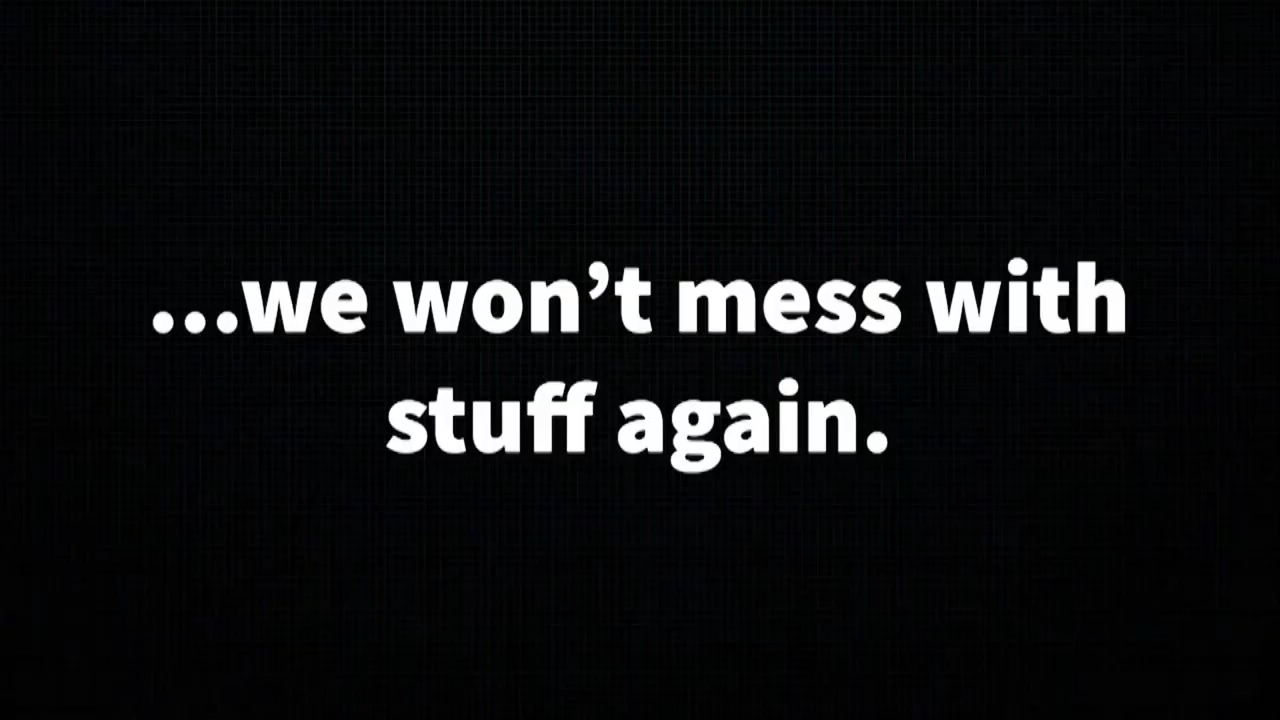 ...we won’t mess with
stuff again.